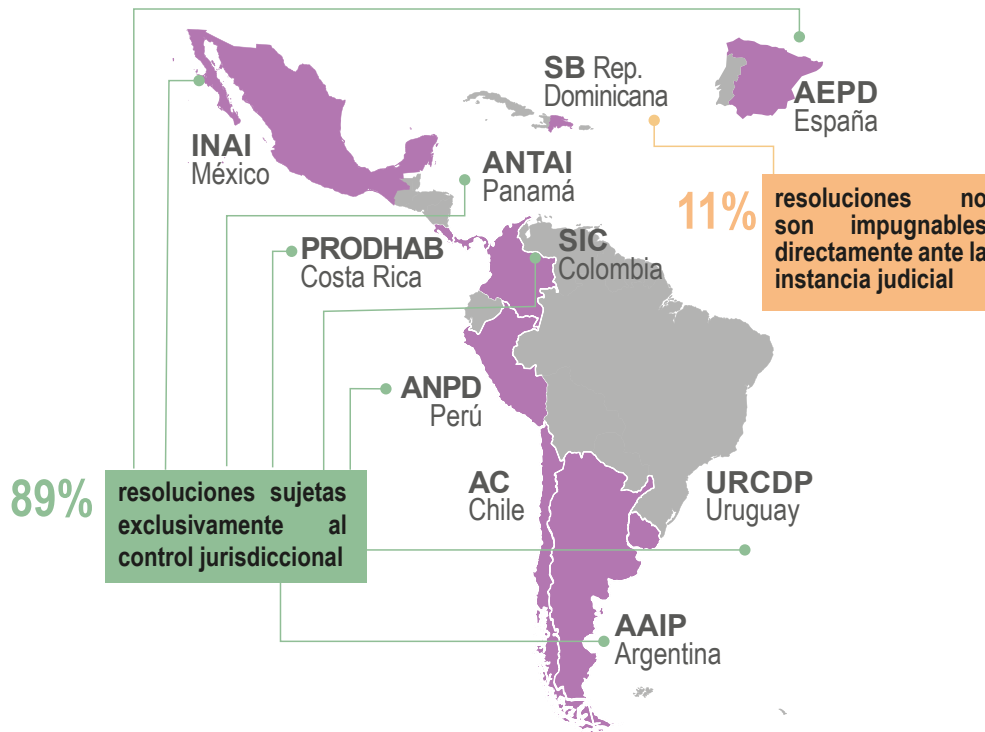 SB Rep.
Dominicana
AEPD
España
INAI
México
ANTAI
Panamá
11%
resoluciones no
son impugnables
directamente ante la
instancia judicial
PRODHAB
Costa Rica
SIC
Colombia
ANPD
Perú
89%
resoluciones sujetas
exclusivamente al
control jurisdiccional
AC
Chile
URCDP
Uruguay
AAIP
Argentina